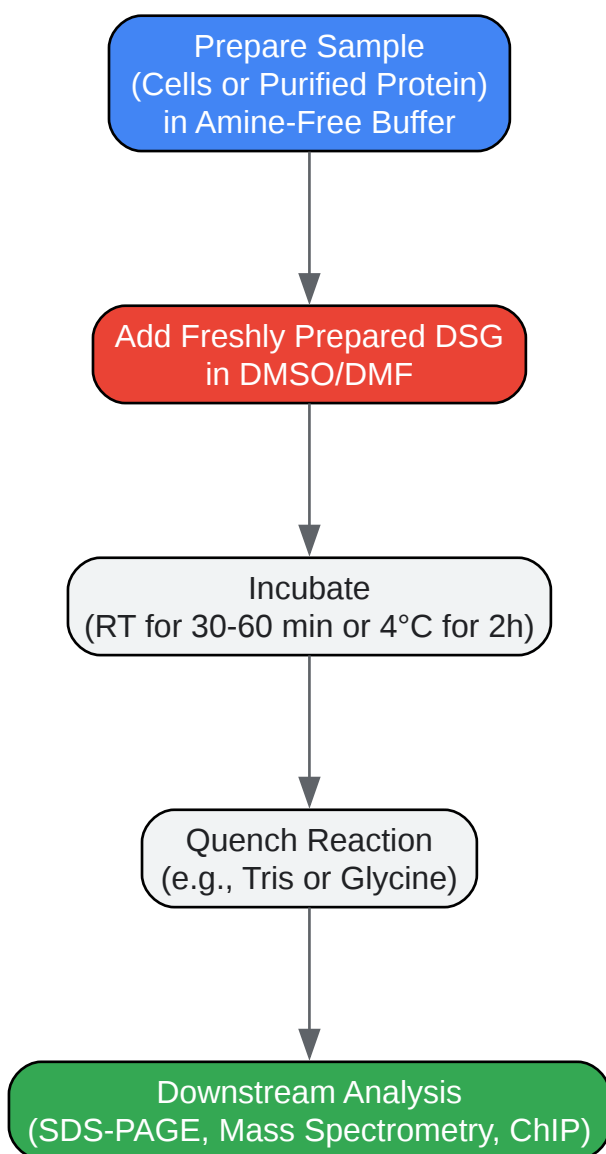 Prepare Sample
(Cells or Purified Protein)
in Amine-Free Buffer
Add Freshly Prepared DSG
in DMSO/DMF
Incubate
(RT for 30-60 min or 4°C for 2h)
Quench Reaction
(e.g., Tris or Glycine)
Downstream Analysis
(SDS-PAGE, Mass Spectrometry, ChIP)